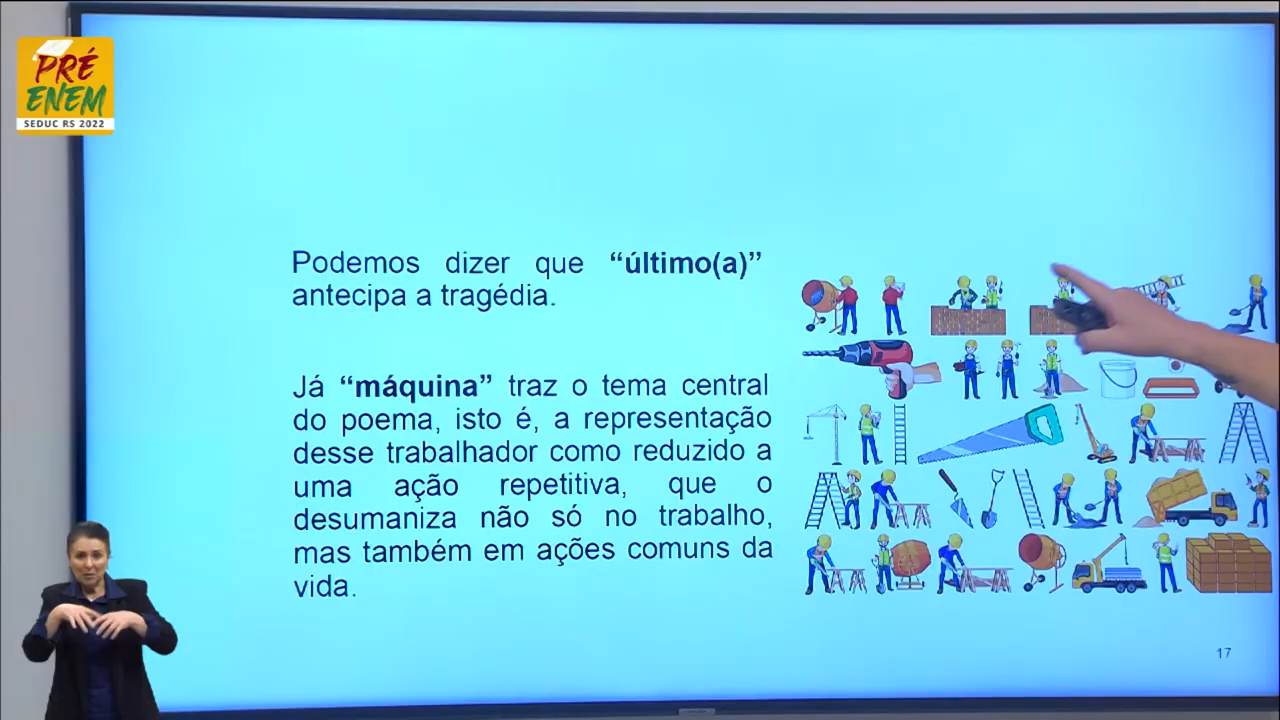 PRÉ
ENEM
SEDUC RS 2022
Podemos dizer que “último(a)”
antecipa a tragédia.
Já “máquina” traz o tema central
do poema, isto é, a representação
desse trabalhador como reduzido a
uma ação repetitiva, que o
desumaniza não só no trabalho,
mas também em ações comuns da
vida.
17